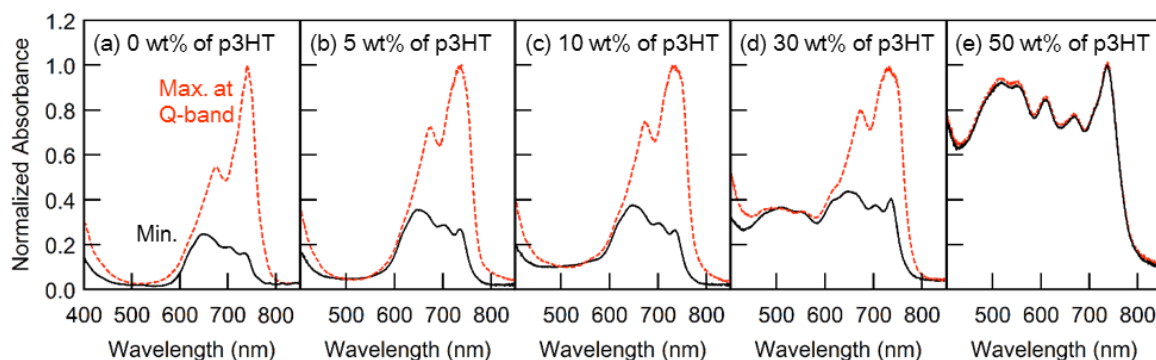 (a) 0 wt% of p3HT
(b) 5 wt% of p3HT
(c) 10 wt% of p3HT
(d) 30 wt% of p3HT
(e) 50 wt% of p3HT
Max. at
Q-band
Min.
Normalized Absorbance
1.2
1.0
0.8
0.6
0.4
0.2
0.0
400 500 600 700 800
500 600 700 800
500 600 700 800
500 600 700 800
500 600 700 800
Wavelength (nm)
Wavelength (nm)
Wavelength (nm)
Wavelength (nm)
Wavelength (nm)